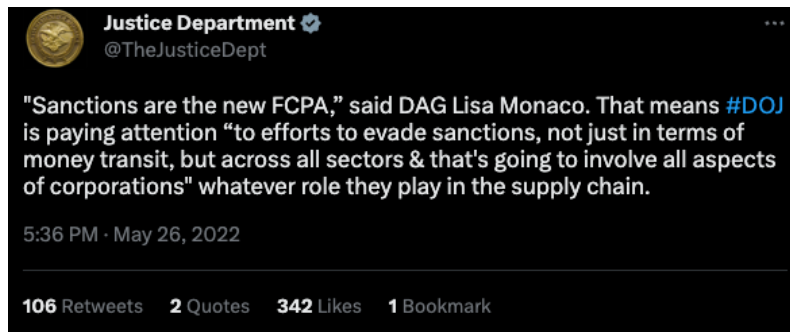 Justice Department
@TheJusticeDept
"Sanctions are the new FCPA,” said DAG Lisa Monaco. That means #DOJ
is paying attention “to efforts to evade sanctions, not just in terms of
money transit, but across all sectors & that's going to involve all aspects
of corporations" whatever role they play in the supply chain.
5:36 PM · May 26, 2022
106 Retweets 2 Quotes 342 Likes 1 Bookmark